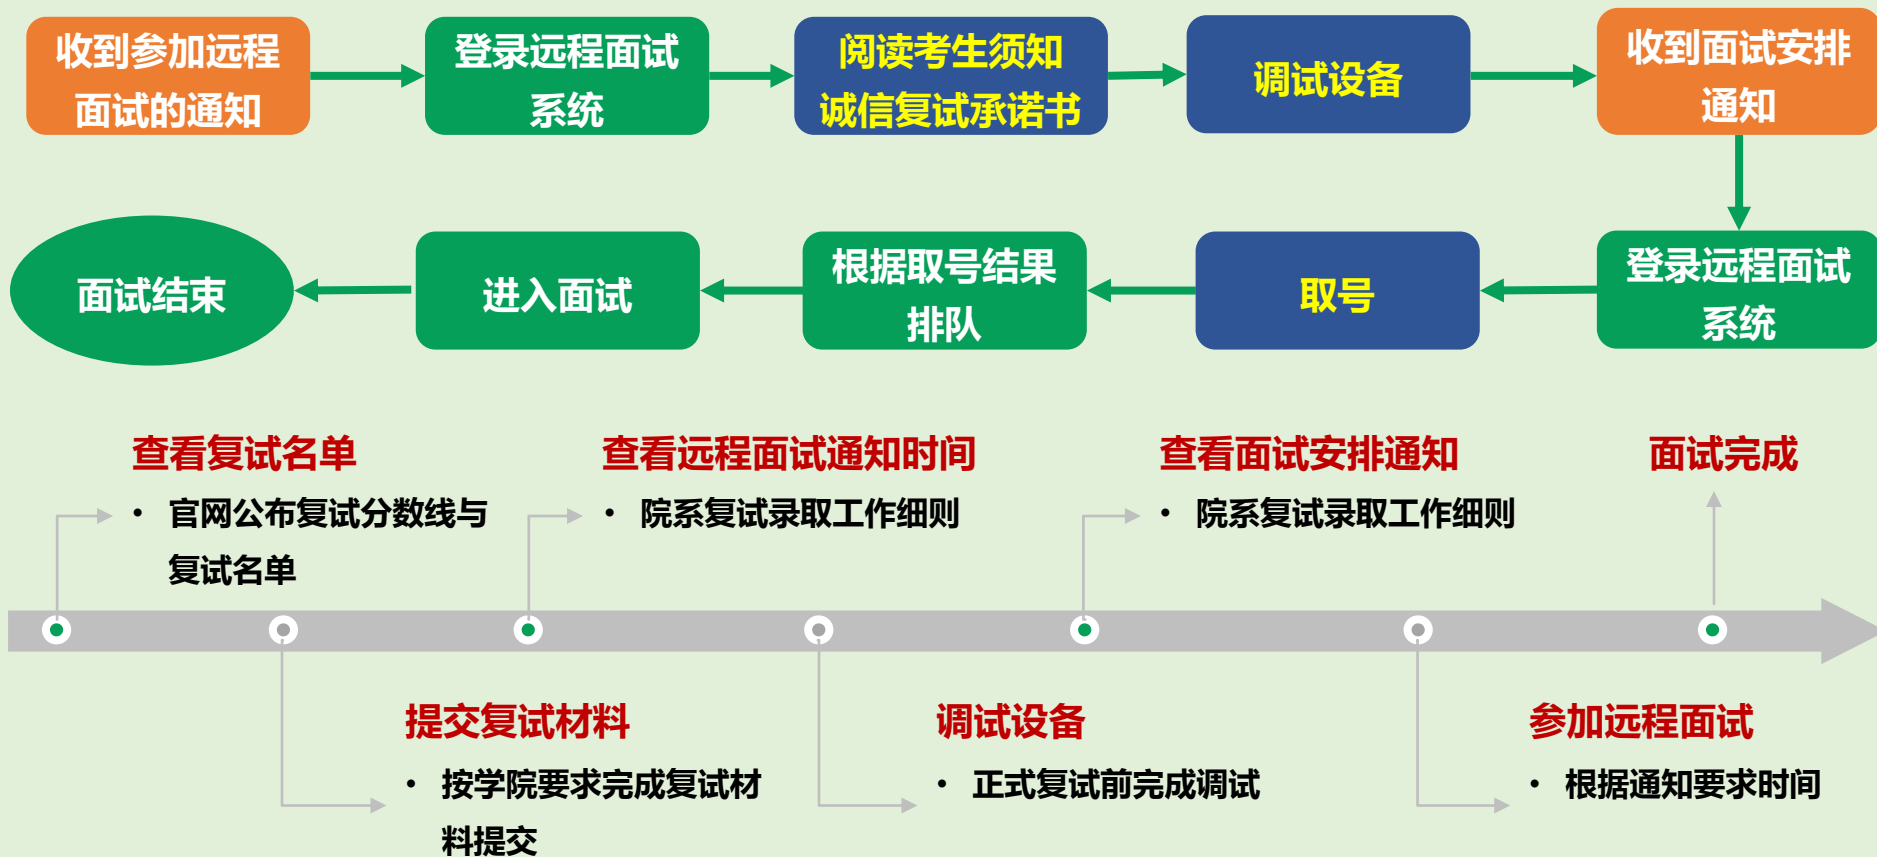 收到参加远程
面试的通知
登录远程面试
系统
阅读考生须知
诚信复试承诺书
调试设备
收到面试安排
通知
面试结束
进入面试
根据取号结果
排队
取号
登录远程面试
系统
查看复试名单
• 官网公布复试分数线与
复试名单
查看远程面试通知时间
• 院系复试录取工作细则
查看面试安排通知
• 院系复试录取工作细则
面试完成
提交复试材料
• 按学院要求完成复试材
料提交
调试设备
• 正式复试前完成调试
参加远程面试
• 根据通知要求时间